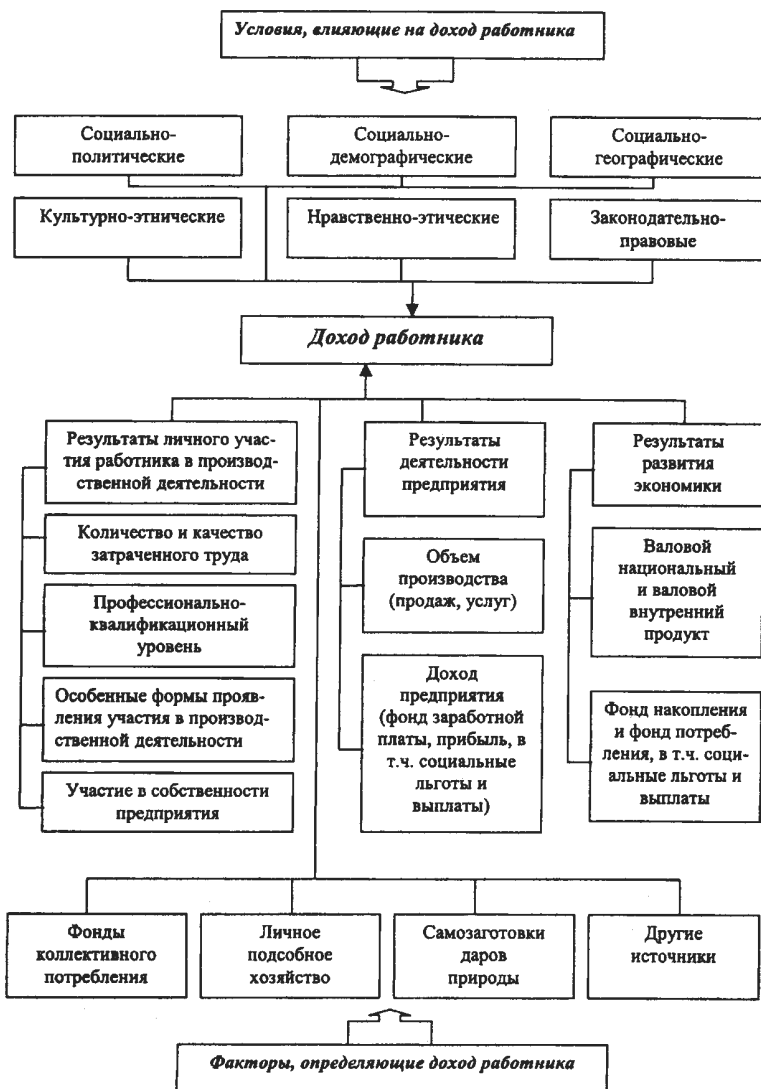 Условия, влияющие на доход работника
Социально-
политические
Социально-
демографические
Социально-
географические
Культурно-этнические
Нравственно-этические
Законодательно-
правовые
Доход работника
Результаты личного учас-
тия работника в производ-
ственной деятельности
Количество и качество
затраченного труда
Профессионально-
квалификационный
уровень
Особенные формы прояв-
ления участия в производ-
ственной деятельности
Участие в собственности
предприятия
Результаты
деятельности
предприятия
Объем
производства
(продаж, услуг)
Доход
предприятия
(фонд заработной
платы, прибыль, в
т.ч. социальные
льготы и
выплаты)
Результаты
развития
экономики
Валовой
национальный
и валовой
внутренний
продукт
Фонд накопления
и фонд потреб-
ления, в т.ч. соци-
альные льготы и
выплаты
Фонды
коллективного
потребления
Личное
подсобное
хозяйство
Самозаготовки
даров
природы
Другие
источники
Факторы, определяющие доход работника